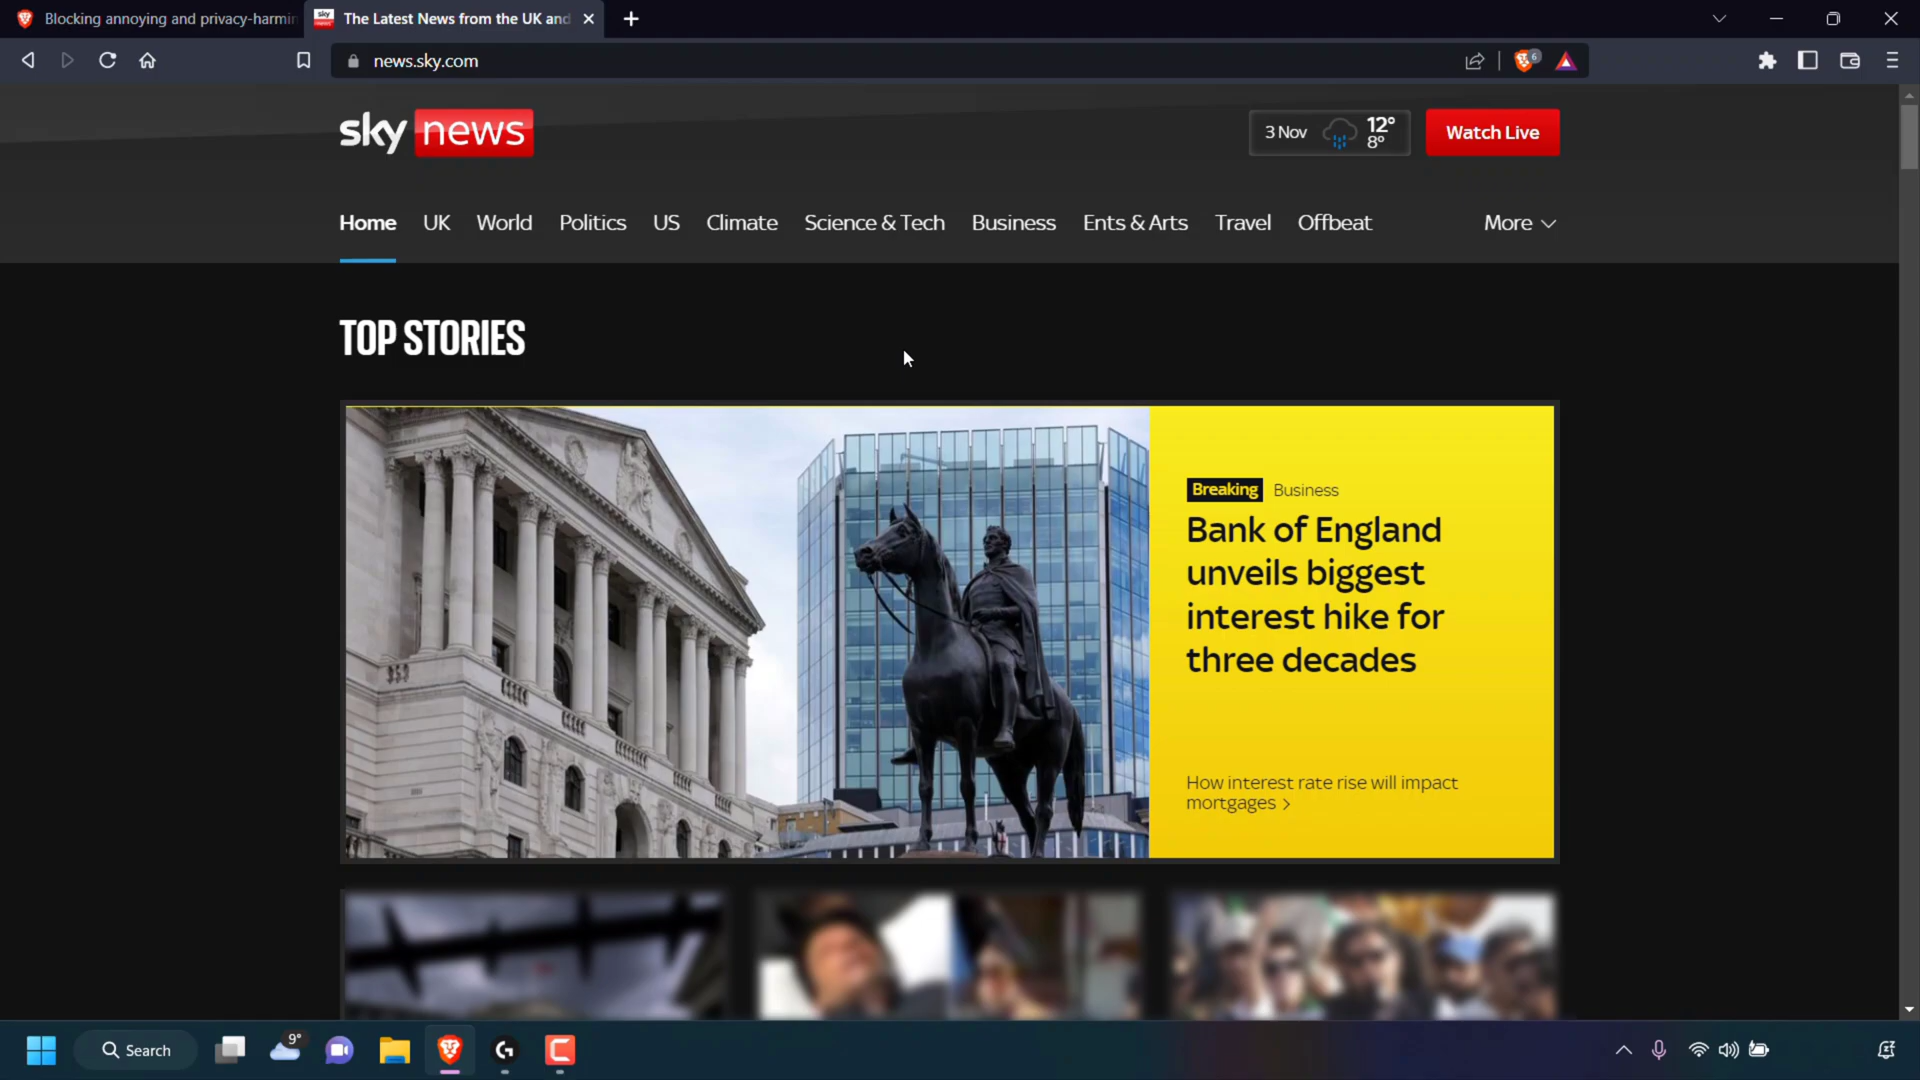 Blocking annoying and privacy-harmin
sky news
The Latest News from the UK and
news.sky.com
6
sky news
3 Nov
12°
8°
Watch Live
Home UK World Politics US Climate Science & Tech Business Ents & Arts Travel Offbeat More
TOP STORIES
Breaking Business
Bank of England
unveils biggest
interest hike for
three decades
How interest rate rise will impact
mortgages >
Search
9°